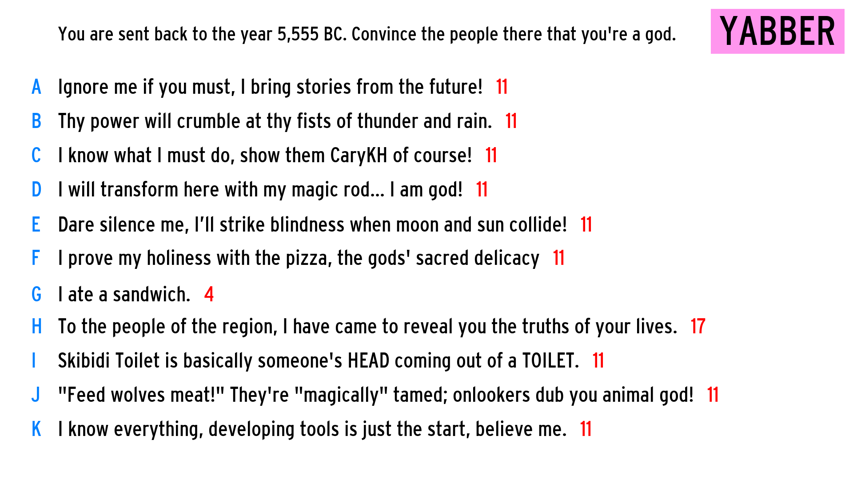 You are sent back to the year 5,555 BC. Convince the people there that you're a god.
YABBER
A Ignore me if you must, I bring stories from the future! 11
B Thy power will crumble at thy fists of thunder and rain. 11
C I know what I must do, show them CaryKH of course! 11
D I will transform here with my magic rod... I am god! 11
E Dare silence me, I'll strike blindness when moon and sun collide! 11
F I prove my holiness with the pizza, the gods' sacred delicacy 11
G I ate a sandwich. 4
H To the people of the region, I have came to reveal you the truths of your lives. 17
I Skibidi Toilet is basically someone's HEAD coming out of a TOILET. 11
J "Feed wolves meat!" They're "magically" tamed; onlookers dub you animal god! 11
K I know everything, developing tools is just the start, believe me. 11